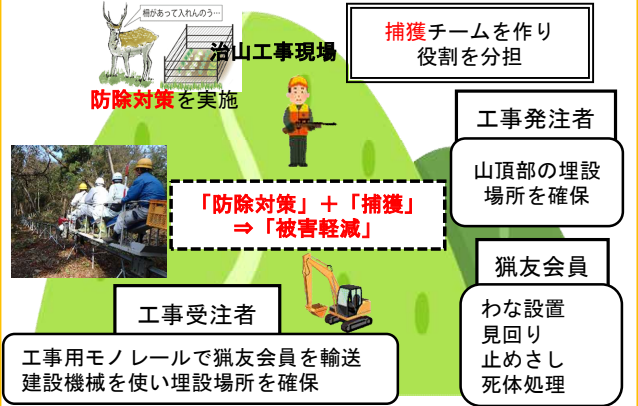 柵があって入れんのう…
治山工事現場
防除対策を実施
捕獲チームを作り
役割を分担
工事発注者
山頂部の埋設
場所を確保
「防除対策」＋「捕獲」
⇒「被害軽減」
猟友会員
わな設置
見回り
止めさし
死体処理
工事受注者
工事用モノレールで猟友会員を輸送
建設機械を使い埋設場所を確保